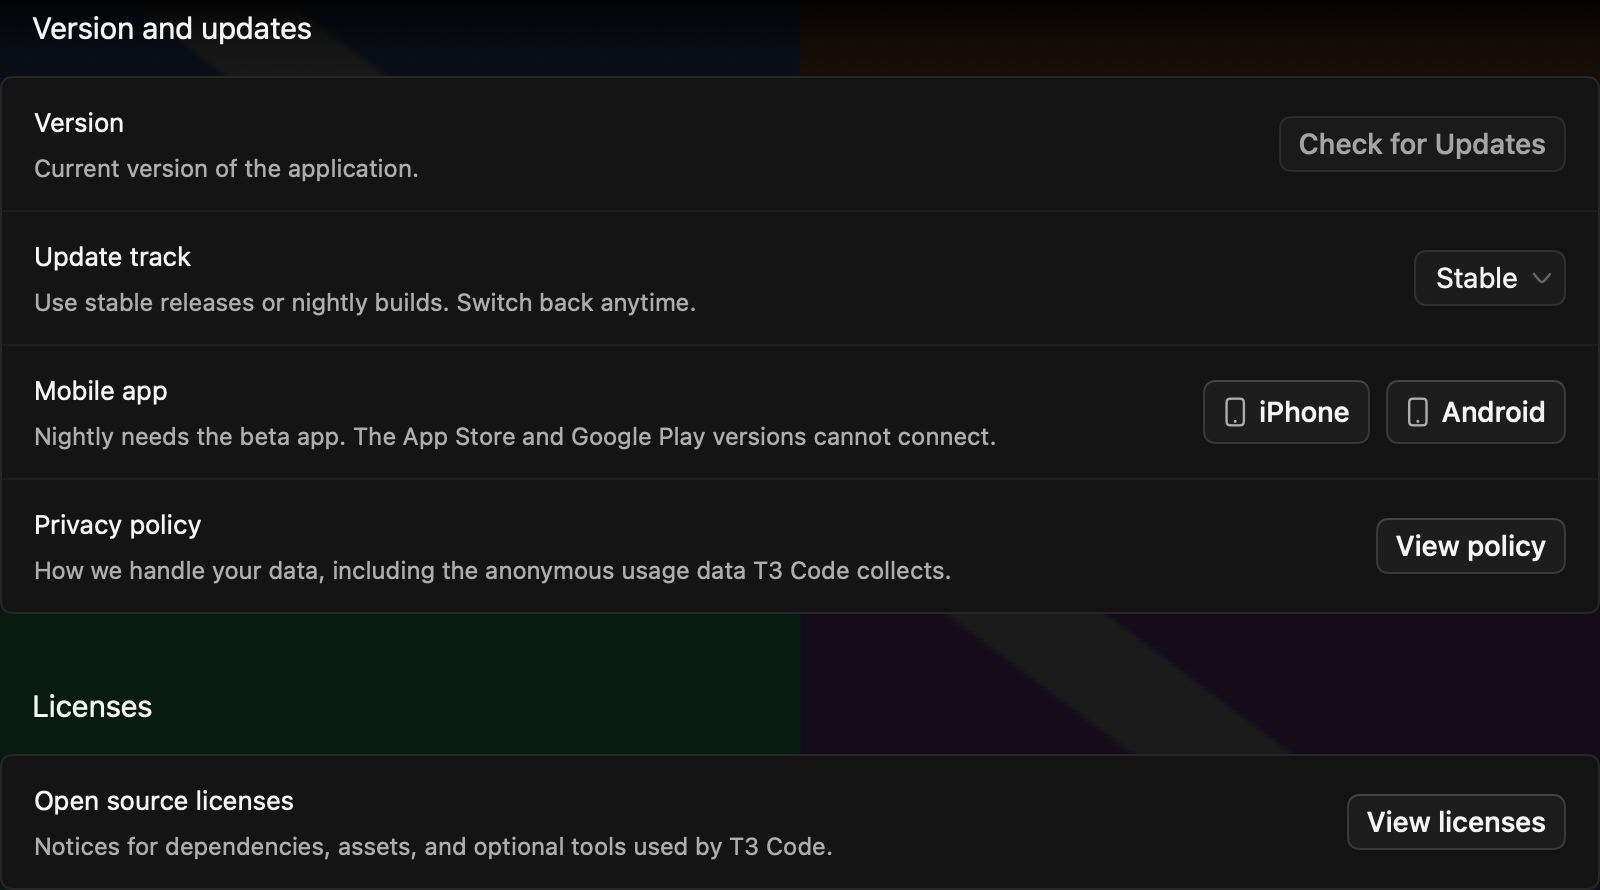 Version and updates
Version
Current version of the application.
Check for Updates
Update track
Use stable releases or nightly builds. Switch back anytime.
Stable
Mobile app
Nightly needs the beta app. The App Store and Google Play versions cannot connect.
iPhone
Android
Privacy policy
How we handle your data, including the anonymous usage data T3 Code collects.
View policy
Licenses
Open source licenses
Notices for dependencies, assets, and optional tools used by T3 Code.
View licenses